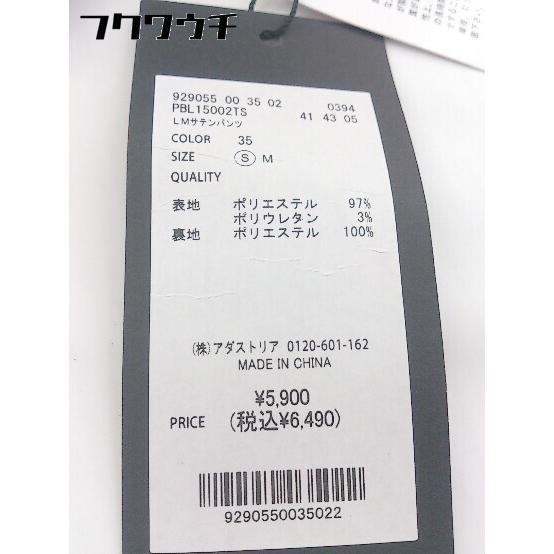 フクワウチ
929055 00 35 02 0394
PBL15002TS 41 43 05
LMサテンパンツ
COLOR 35
SIZE S M
QUALITY
表地 ポリエステル 97%
ポリウレタン 3%
裏地 ポリエステル 100%
(株)アダストリア 0120-601-162
MADE IN CHINA
¥5,900
PRICE (税込¥6,490)
9290550035022